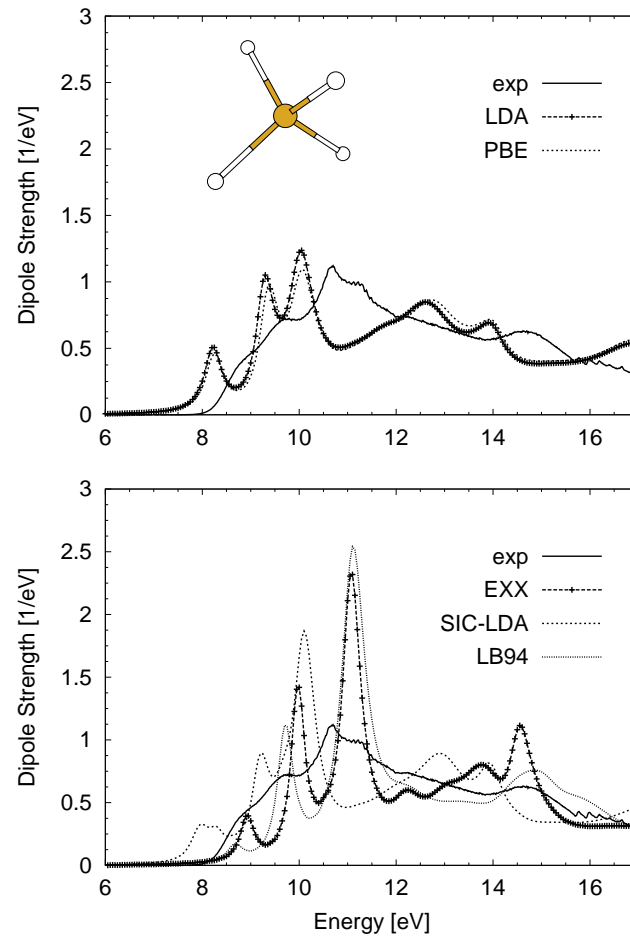 3
2.5
2
1.5
1
0.5
0
Dipole Strength [1/eV]
exp
LDA
PBE
6 8 10 12 14 16
3
2.5
2
1.5
1
0.5
0
Dipole Strength [1/eV]
exp
EXX
SIC-LDA
LB94
6 8 10 12 14 16
Energy [eV]